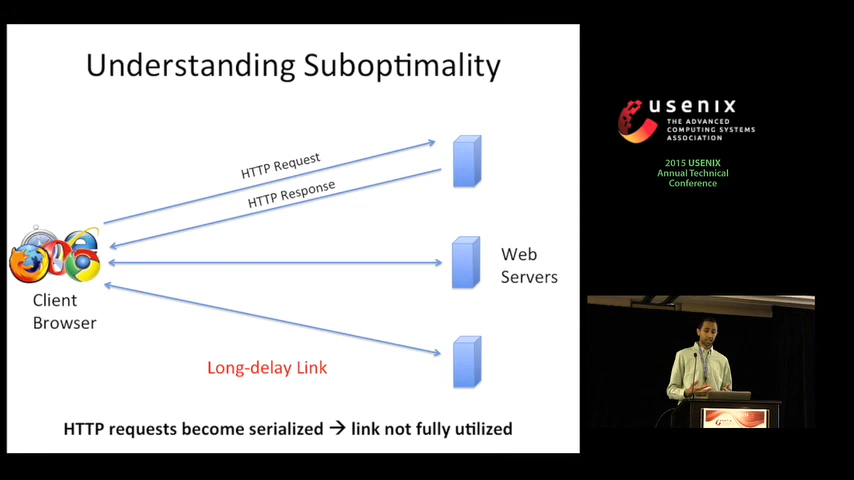 Understanding Suboptimality
HTTP Request
HTTP Response
Web
Servers
Client
Browser
Long-delay Link
HTTP requests become serialized → link not fully utilized
usenix
THE ADVANCED
COMPUTING SYSTEMS
ASSOCIATION
2015 USENIX
Annual Technical
Conference